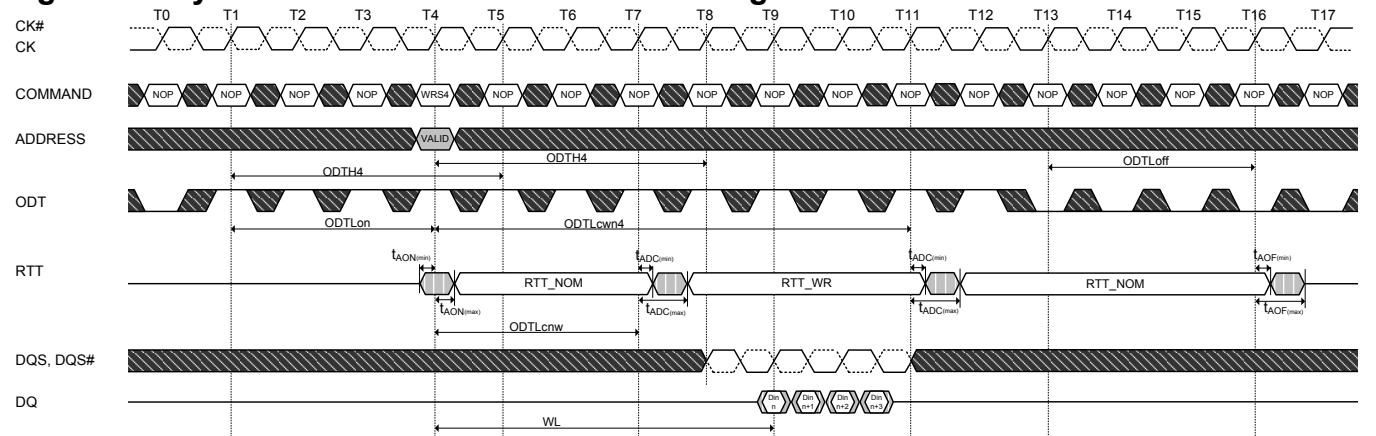 T0 T1 T2 T3 T4 T5 T6 T7 T8 T9 T10 T11 T12 T13 T14 T15 T16 T17
CK#
CK
COMMAND NOP NOP NOP NOP WRS4 NOP NOP NOP NOP NOP NOP NOP NOP NOP NOP NOP NOP NOP
ADDRESS VALID
ODTH4 ODTH4 ODTLoff
ODT
ODTLon ODTLcwn4
tAON(min) tADC(min) tADC(min) tAOF(min)
RTT RTT_NOM RTT_WR RTT_NOM
tAON(max) tADC(max) tADC(max) tAOF(max)
ODTLcnw
DQS, DQS#
DQ Din n Din n+1 Din n+2 Din n+3
WL